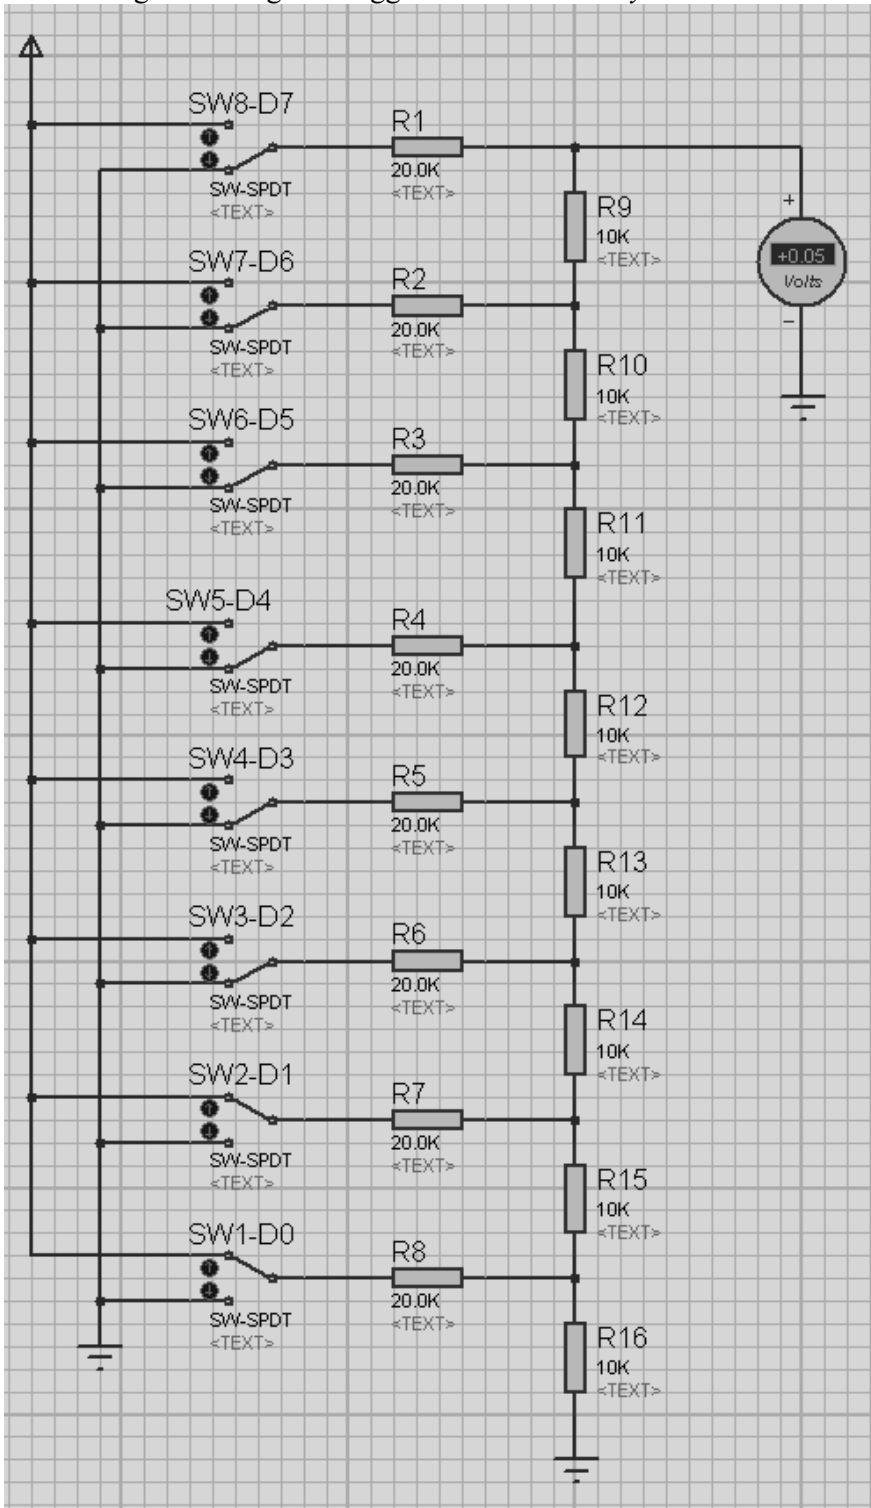 SW8-D7
R1
20.0K
<TEXT>
SW-SPDT
<TEXT>
R9
10K
<TEXT>
+
+0.05
Volts
−
SW7-D6
R2
20.0K
<TEXT>
SW-SPDT
<TEXT>
R10
10K
<TEXT>
SW6-D5
R3
20.0K
<TEXT>
SW-SPDT
<TEXT>
R11
10K
<TEXT>
SW5-D4
R4
20.0K
<TEXT>
SW-SPDT
<TEXT>
R12
10K
<TEXT>
SW4-D3
R5
20.0K
<TEXT>
SW-SPDT
<TEXT>
R13
10K
<TEXT>
SW3-D2
R6
20.0K
<TEXT>
SW-SPDT
<TEXT>
R14
10K
<TEXT>
SW2-D1
R7
20.0K
<TEXT>
SW-SPDT
<TEXT>
R15
10K
<TEXT>
SW1-D0
R8
20.0K
<TEXT>
SW-SPDT
<TEXT>
R16
10K
<TEXT>